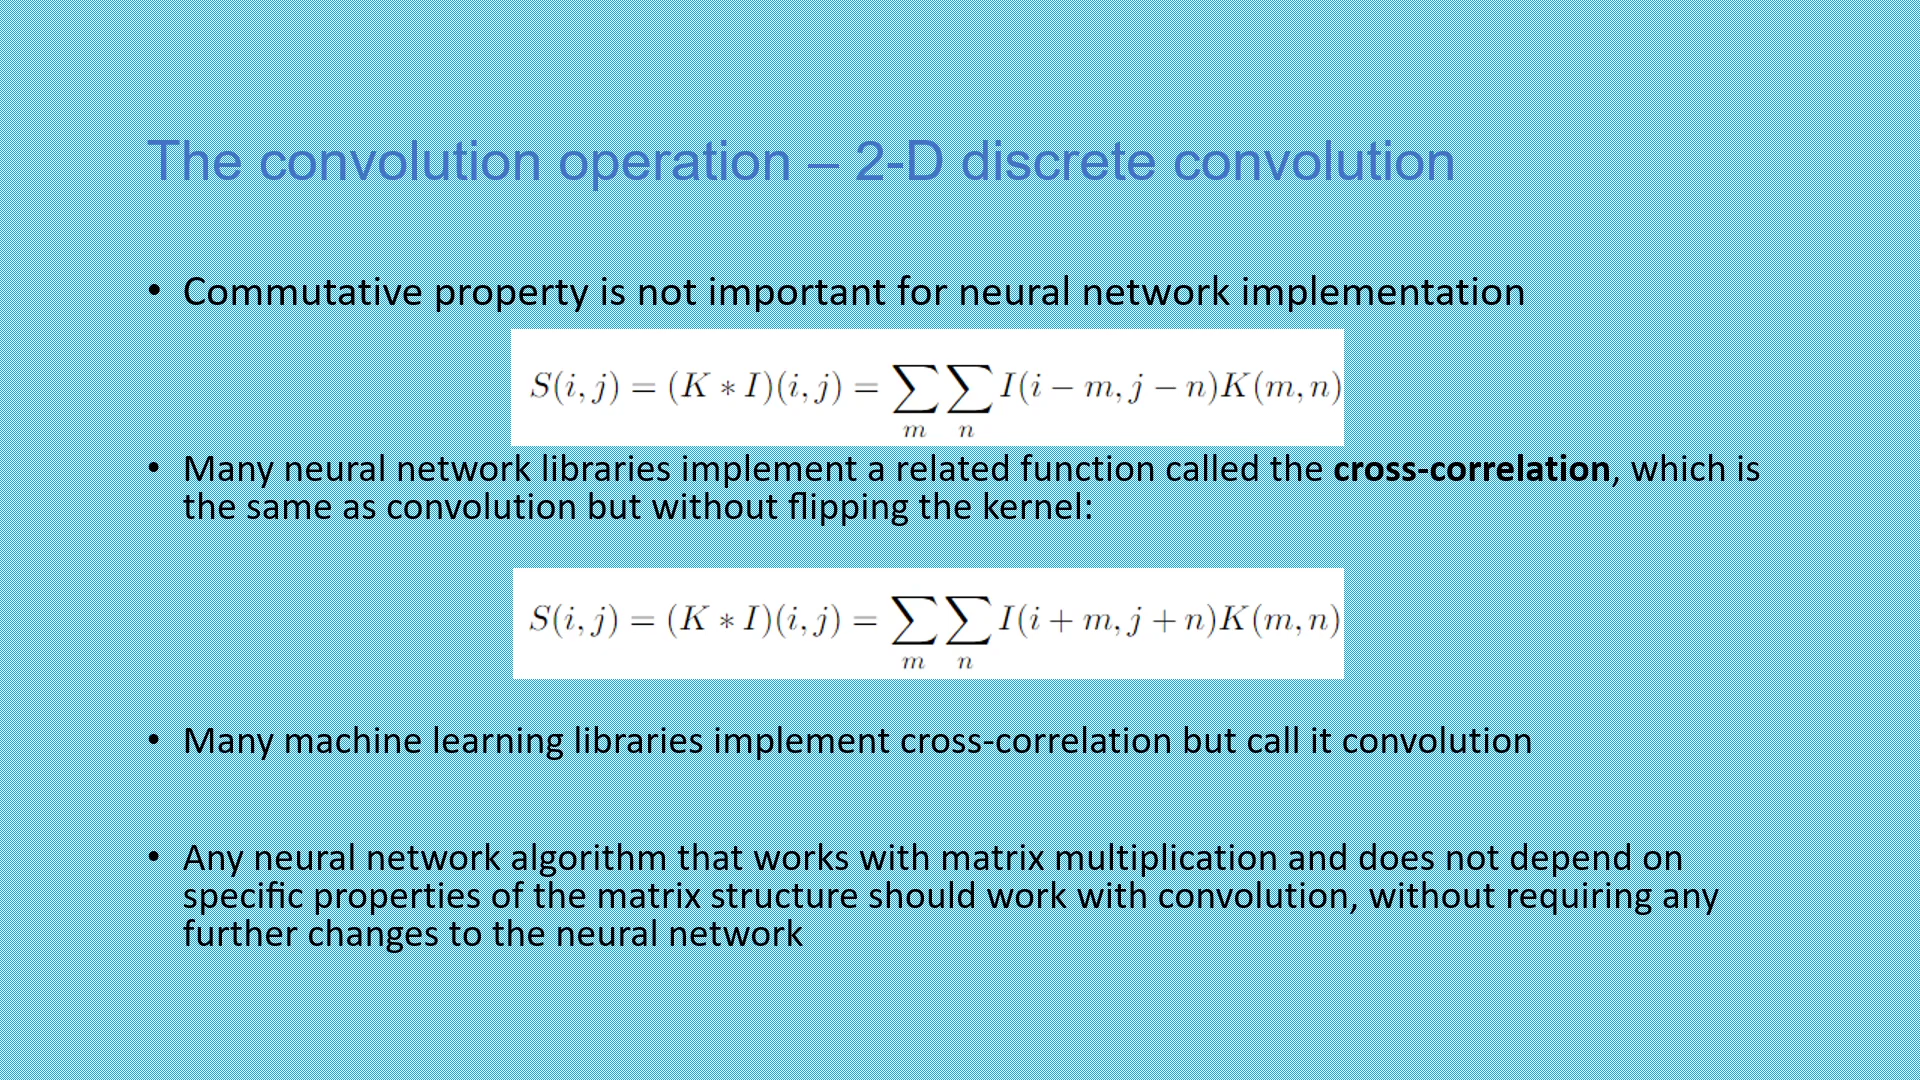 The convolution operation – 2-D discrete convolution
• Commutative property is not important for neural network implementation
S(i, j) = (K ∗ I)(i, j) = ∑ₘ ∑ₙ I(i − m, j − n)K(m, n)
• Many neural network libraries implement a related function called the cross-correlation, which is
the same as convolution but without flipping the kernel:
S(i, j) = (K ∗ I)(i, j) = ∑ₘ ∑ₙ I(i + m, j + n)K(m, n)
• Many machine learning libraries implement cross-correlation but call it convolution
• Any neural network algorithm that works with matrix multiplication and does not depend on
specific properties of the matrix structure should work with convolution, without requiring any
further changes to the neural network